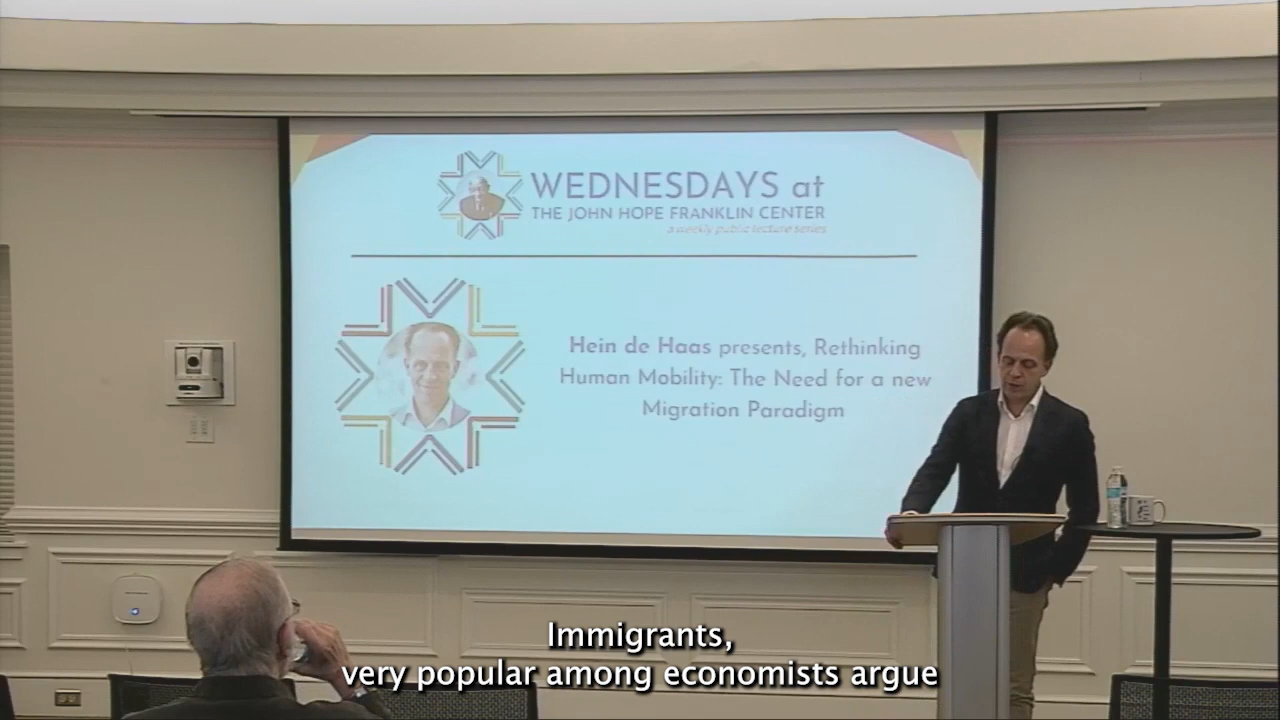 WEDNESDAYS at
THE JOHN HOPE FRANKLIN CENTER
a weekly public lecture series
Hein de Haas presents, Rethinking
Human Mobility: The Need for a new
Migration Paradigm
Immigrants,
very popular among economists argue